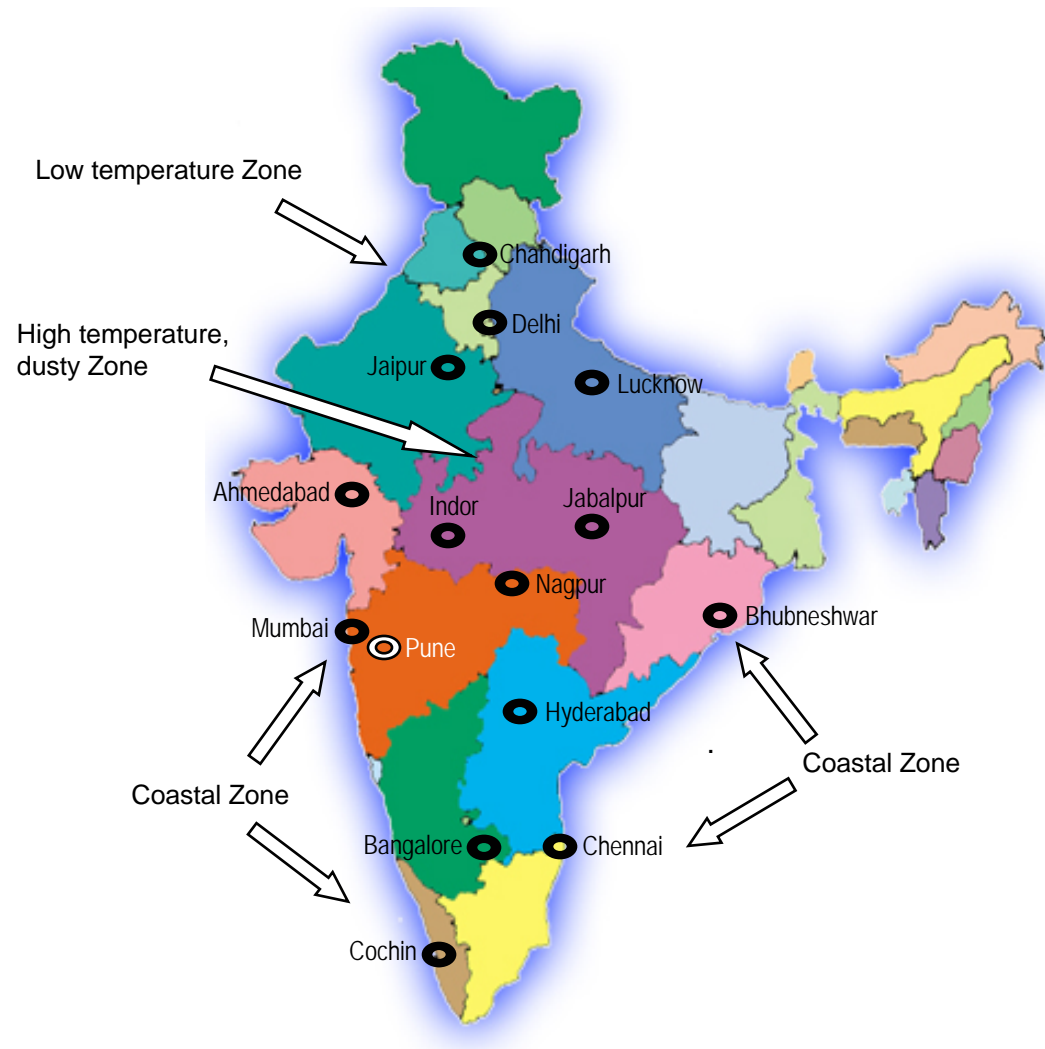 Low temperature Zone
Chandigarh
High temperature,
dusty Zone
Delhi
Jaipur
Lucknow
Ahmedabad
Indor
Jabalpur
Nagpur
Mumbai
Pune
Bhubneshwar
Hyderabad
Coastal Zone
Coastal Zone
Bangalore
Chennai
Cochin